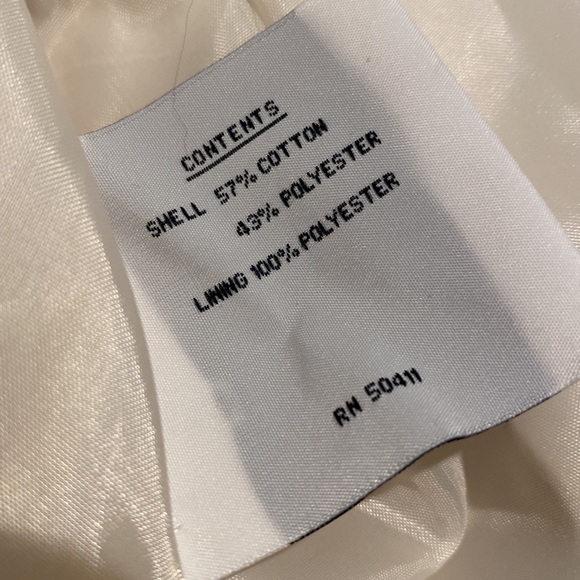 CONTENTS
SHELL 57% COTTON
43% POLYESTER
LINING 100% POLYESTER
RN 50411